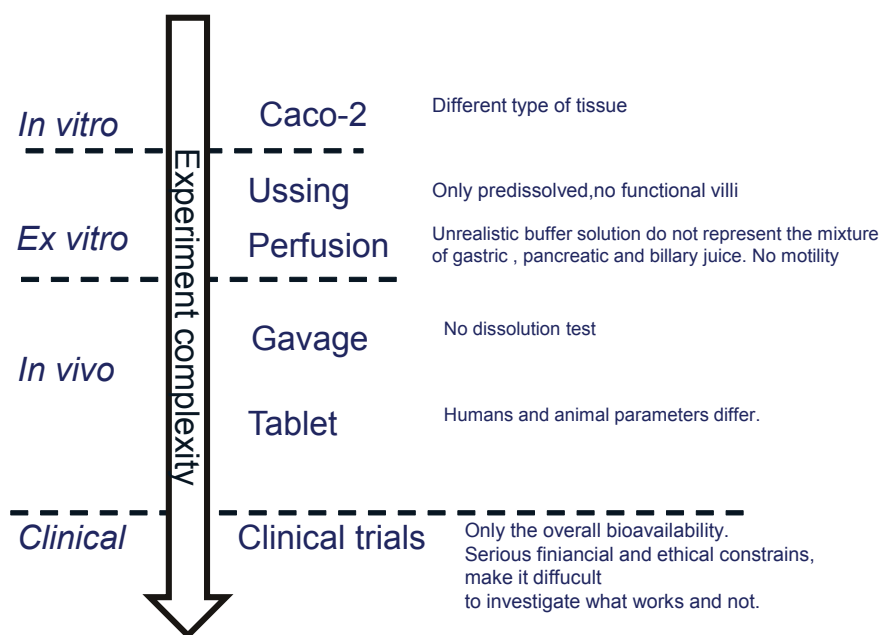 In vitro
Caco-2
Different type of tissue
Experiment complexity
Ussing
Only predissolved,no functional villi
Ex vitro
Perfusion
Unrealistic buffer solution do not represent the mixture
of gastric , pancreatic and billary juice. No motility
In vivo
Gavage
No dissolution test
Tablet
Humans and animal parameters differ.
Clinical
Clinical trials
Only the overall bioavailability.
Serious finiancial and ethical constrains,
make it diffucult
to investigate what works and not.